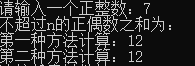 请输入一个正整数：7
不超过n的正偶数之和为：
第一种方法计算：12
第二种方法计算：12